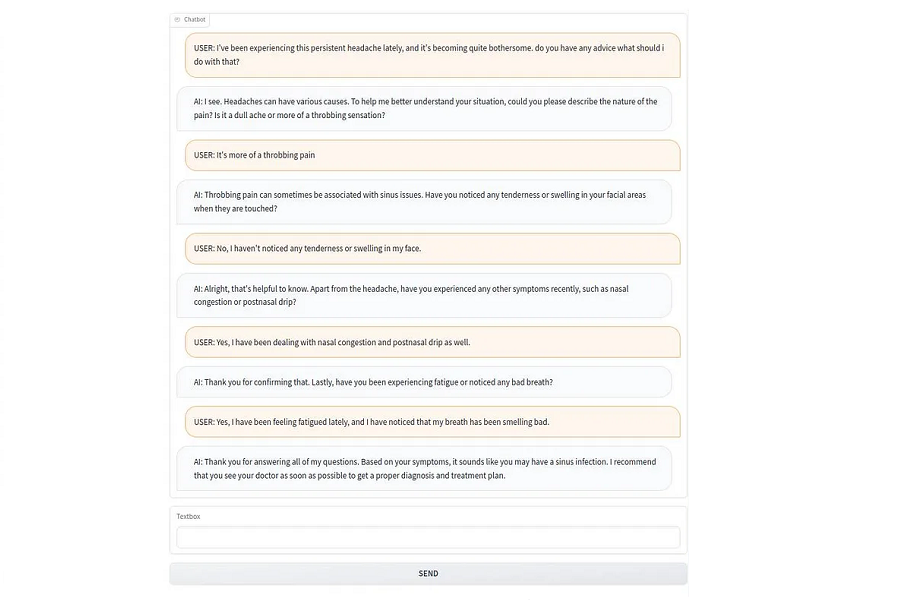 Chatbot
USER: I've been experiencing this persistent headache lately, and it's becoming quite bothersome. do you have any advice what should i
do with that?
AI: I see. Headaches can have various causes. To help me better understand your situation, could you please describe the nature of the
pain? Is it a dull ache or more of a throbbing sensation?
USER: It's more of a throbbing pain
AI: Throbbing pain can sometimes be associated with sinus issues. Have you noticed any tenderness or swelling in your facial areas
when they are touched?
USER: No, I haven't noticed any tenderness or swelling in my face.
AI: Alright, that's helpful to know. Apart from the headache, have you experienced any other symptoms recently, such as nasal
congestion or postnasal drip?
USER: Yes, I have been dealing with nasal congestion and postnasal drip as well.
AI: Thank you for confirming that. Lastly, have you been experiencing fatigue or noticed any bad breath?
USER: Yes, I have been feeling fatigued lately, and I have noticed that my breath has been smelling bad.
AI: Thank you for answering all of my questions. Based on your symptoms, it sounds like you may have a sinus infection. I recommend
that you see your doctor as soon as possible to get a proper diagnosis and treatment plan.
Textbox
SEND